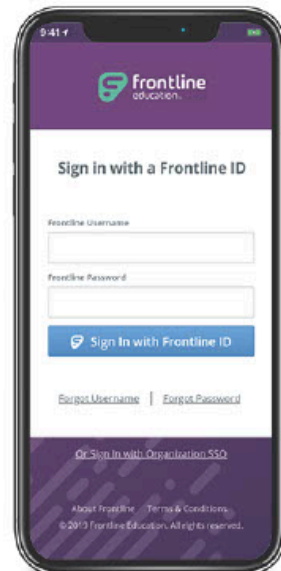 9:41
frontline
education.
Sign in with a Frontline ID
Frontline Username
Frontline Password
Sign In with Frontline ID
Forgot Username | Forgot Password
Or Sign In with Organization SSO
About Frontline Terms & Conditions
© 2019 Frontline Education. All rights reserved.